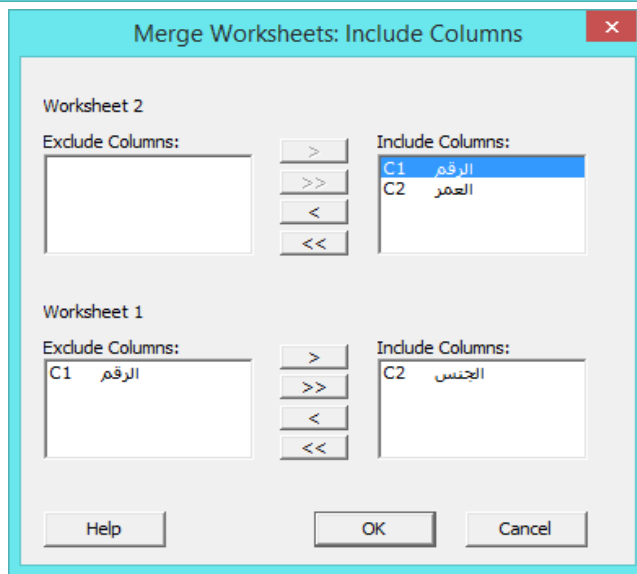 Merge Worksheets: Include Columns
Worksheet 2
Exclude Columns:
Include Columns:
>
>>
<
<<
C1 الرقم
C2 العمر
Worksheet 1
Exclude Columns:
Include Columns:
C1 الرقم
>
>>
<
<<
C2 الجنس
Help
OK
Cancel